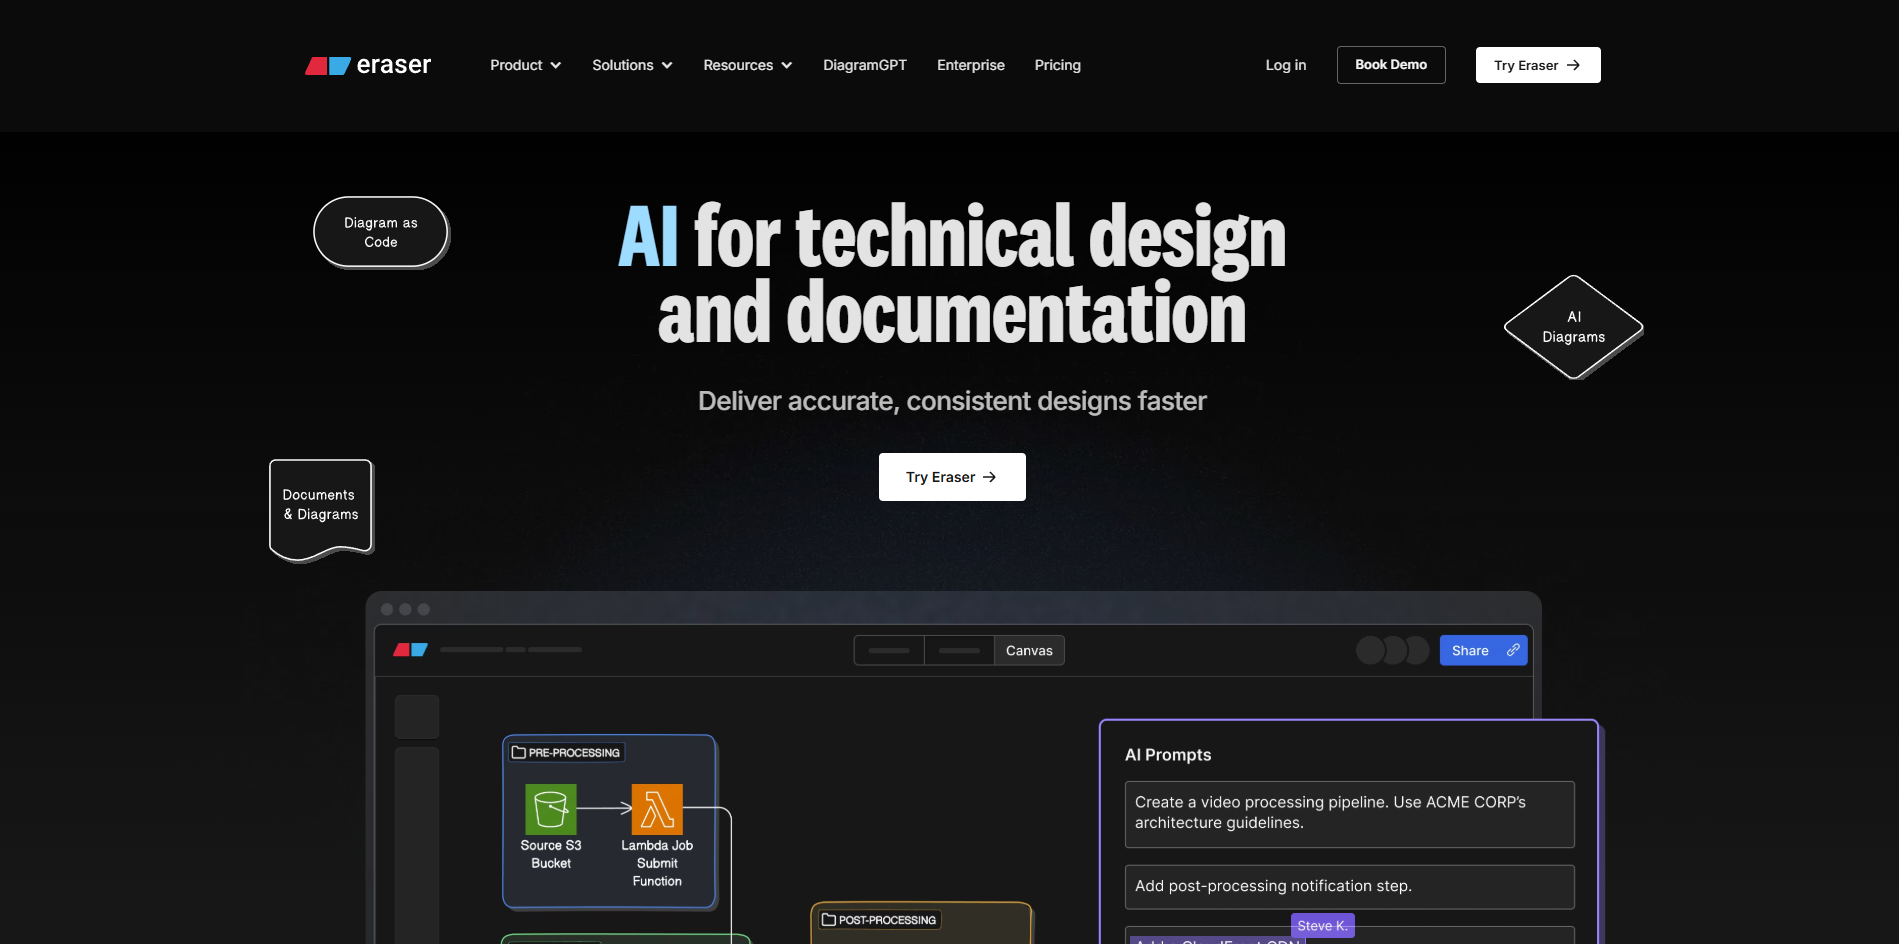 eraser
Product
Solutions
Resources
DiagramGPT
Enterprise
Pricing
Log in
Book Demo
Try Eraser
Diagram as
Code
AI for technical design
and documentation
AI
Diagrams
Deliver accurate, consistent designs faster
Try Eraser
Documents
& Diagrams
Canvas
Share
PRE-PROCESSING
Source S3
Bucket
Lambda Job
Submit
Function
POST-PROCESSING
AI Prompts
Create a video processing pipeline. Use ACME CORP’s
architecture guidelines.
Add post-processing notification step.
Steve K.